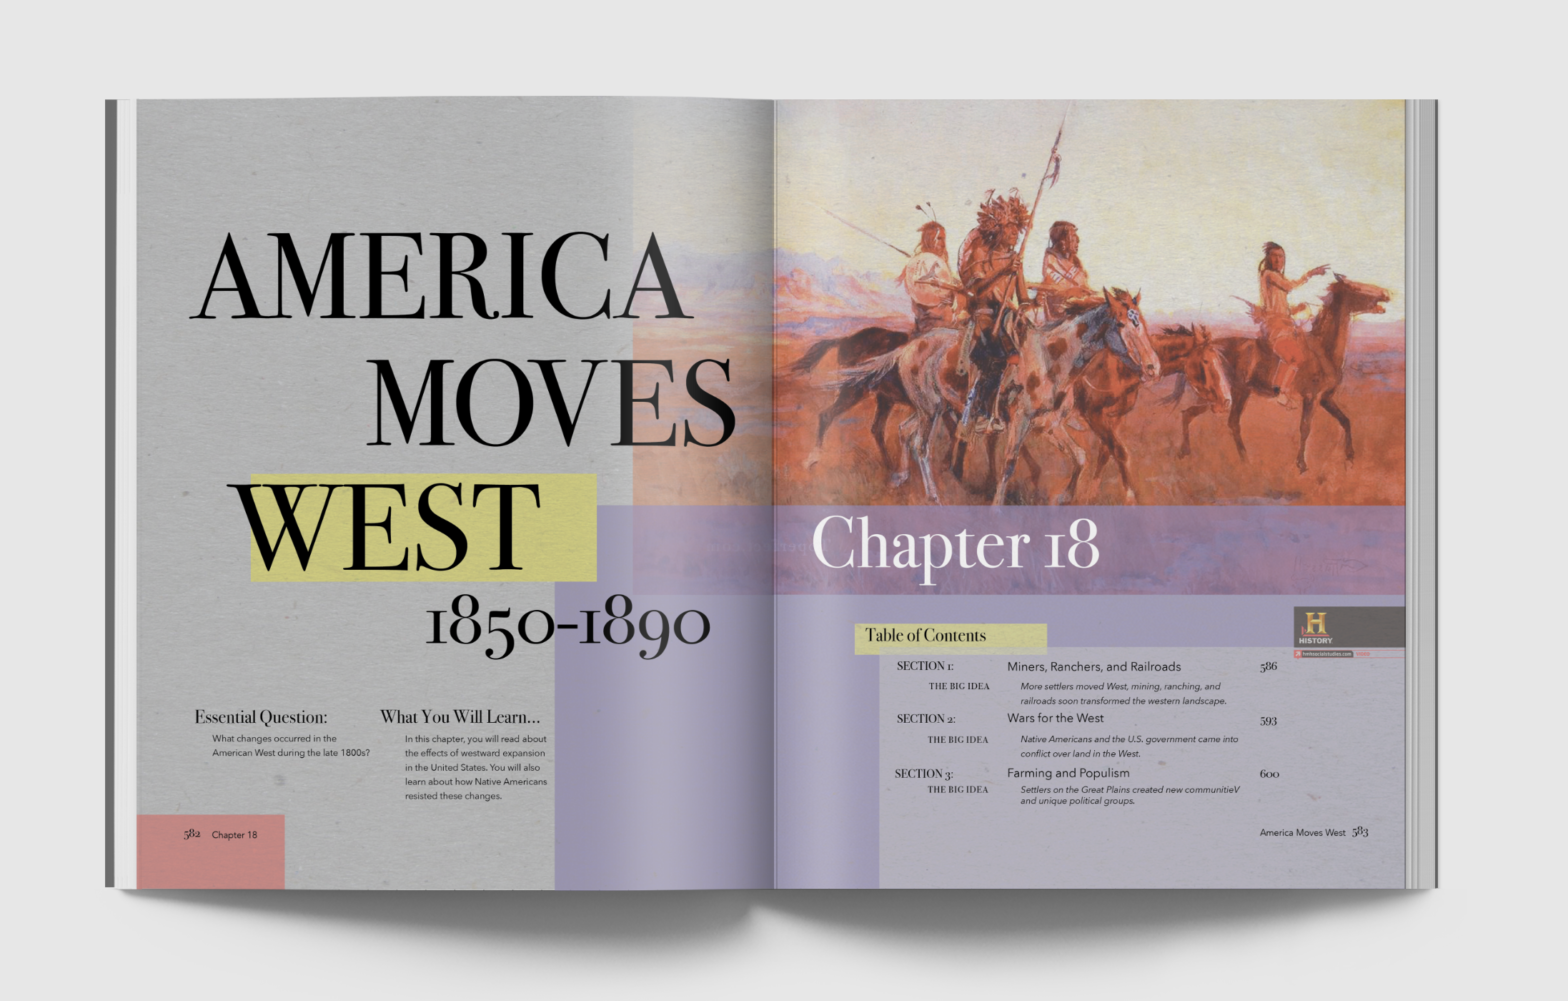 AMERICA
MOVES
WEST
1850-1890
Essential Question:
What changes occurred in the
American West during the late 1800s?
What You Will Learn...
In this chapter, you will read about
the effects of westward expansion
in the United States. You will also
learn about how Native Americans
resisted these changes.
582 Chapter 18
Chapter 18
Table of Contents
H
HISTORY
SECTION 1: Miners, Ranchers, and Railroads 586
THE BIG IDEA More settlers moved West, mining, ranching, and
railroads soon transformed the western landscape.
SECTION 2: Wars for the West 593
THE BIG IDEA Native Americans and the U.S. government came into
conflict over land in the West.
SECTION 3: Farming and Populism 600
THE BIG IDEA Settlers on the Great Plains created new communitieV
and unique political groups.
America Moves West 583